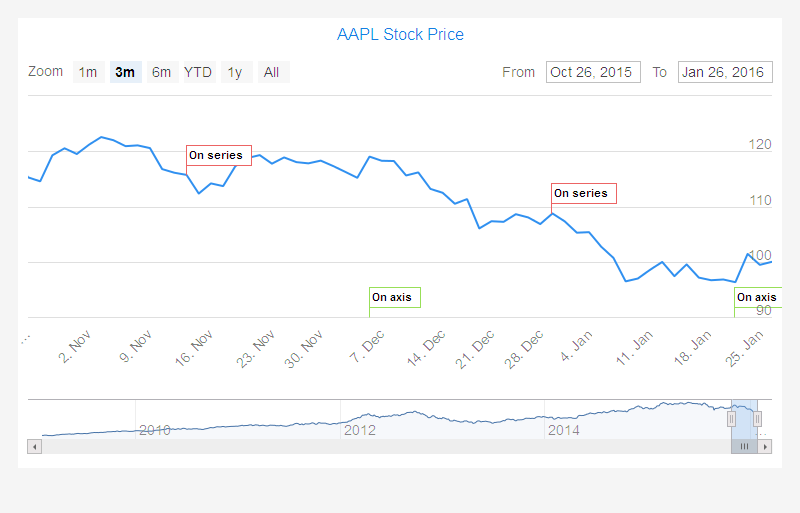 AAPL Stock Price
Zoom 1m 3m 6m YTD 1y All From Oct 26, 2015 To Jan 26, 2016
120
On series
On series
110
100
On axis
On axis
90
… 2. Nov 9. Nov 16. Nov 23. Nov 30. Nov 7. Dec 14. Dec 21. Dec 28. Dec 4. Jan 11. Jan 18. Jan 25. Jan
2010 2012 2014 …